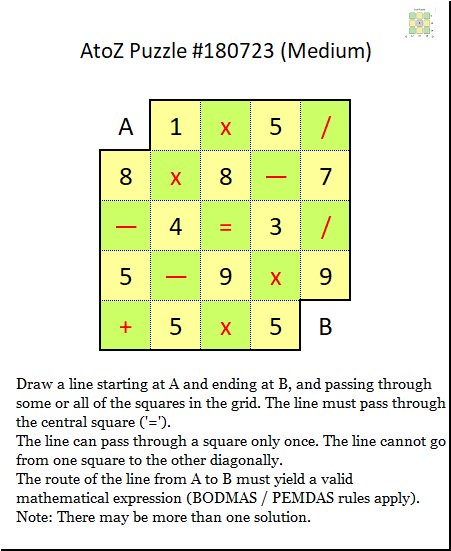 AtoZ Puzzle #180723 (Medium)
A 1 x 5 /
8 x 8 — 7
— 4 = 3 /
5 — 9 x 9
+ 5 x 5 B
Draw a line starting at A and ending at B, and passing through
some or all of the squares in the grid. The line must pass through
the central square ('=').
The line can pass through a square only once. The line cannot go
from one square to the other diagonally.
The route of the line from A to B must yield a valid
mathematical expression (BODMAS / PEMDAS rules apply).
Note: There may be more than one solution.